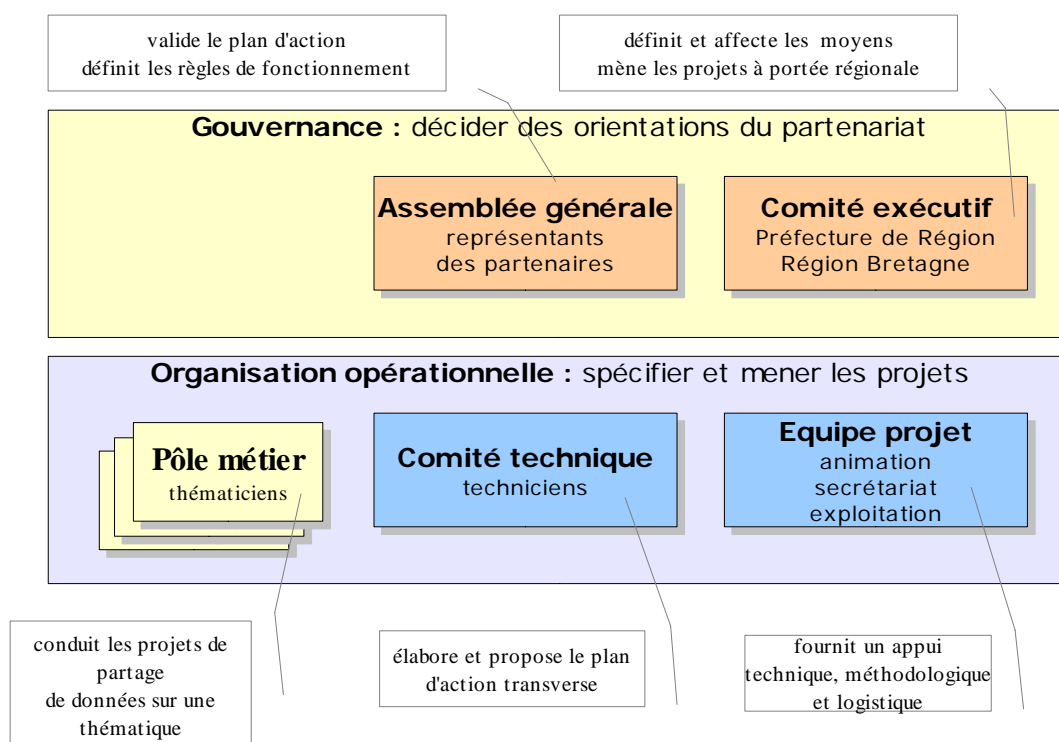 valide le plan d'action
définit les règles de fonctionnement
définit et affecte les moyens
mène les projets à portée régionale
Gouvernance : décider des orientations du partenariat
Assemblée générale
représentants
des partenaires
Comité exécutif
Préfecture de Région
Région Bretagne
Organisation opérationnelle : spécifier et mener les projets
Pôle métier
thématiciens
Comité technique
techniciens
Equipe projet
animation
secrétariat
exploitation
conduit les projets de
partage
de données sur une
thématique
élabore et propose le plan
d'action transverse
fournit un appui
technique, méthodologique
et logistique